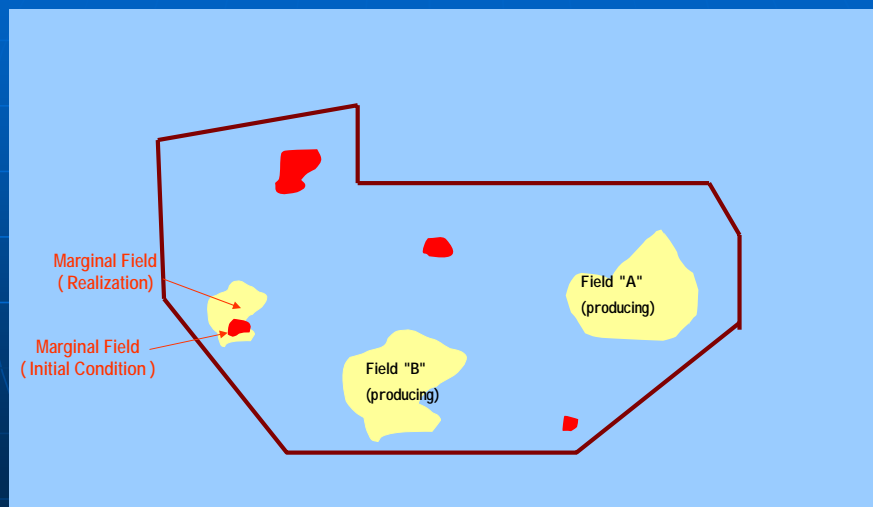 Marginal Field
( Realization)
Marginal Field
( Initial Condition )
Field "B"
(producing)
Field "A"
(producing)